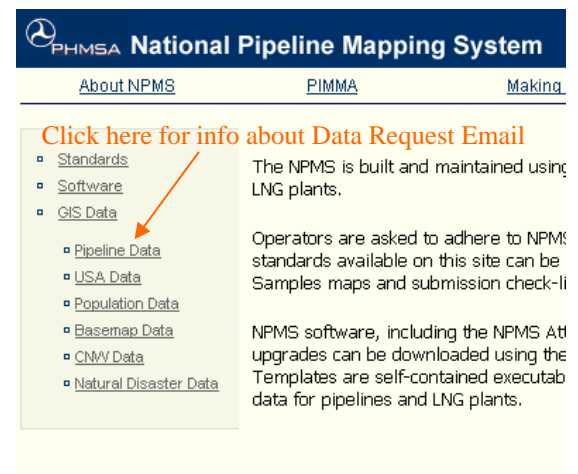 PHMSA National Pipeline Mapping System
About NPMS PIMMA Making
Click here for info about Data Request Email
Standards
Software
GIS Data
Pipeline Data
USA Data
Population Data
Basemap Data
CNW Data
Natural Disaster Data
The NPMS is built and maintained using
LNG plants.
Operators are asked to adhere to NPMS
standards available on this site can be
Samples maps and submission check-li
NPMS software, including the NPMS Att
upgrades can be downloaded using the
Templates are self-contained executab
data for pipelines and LNG plants.